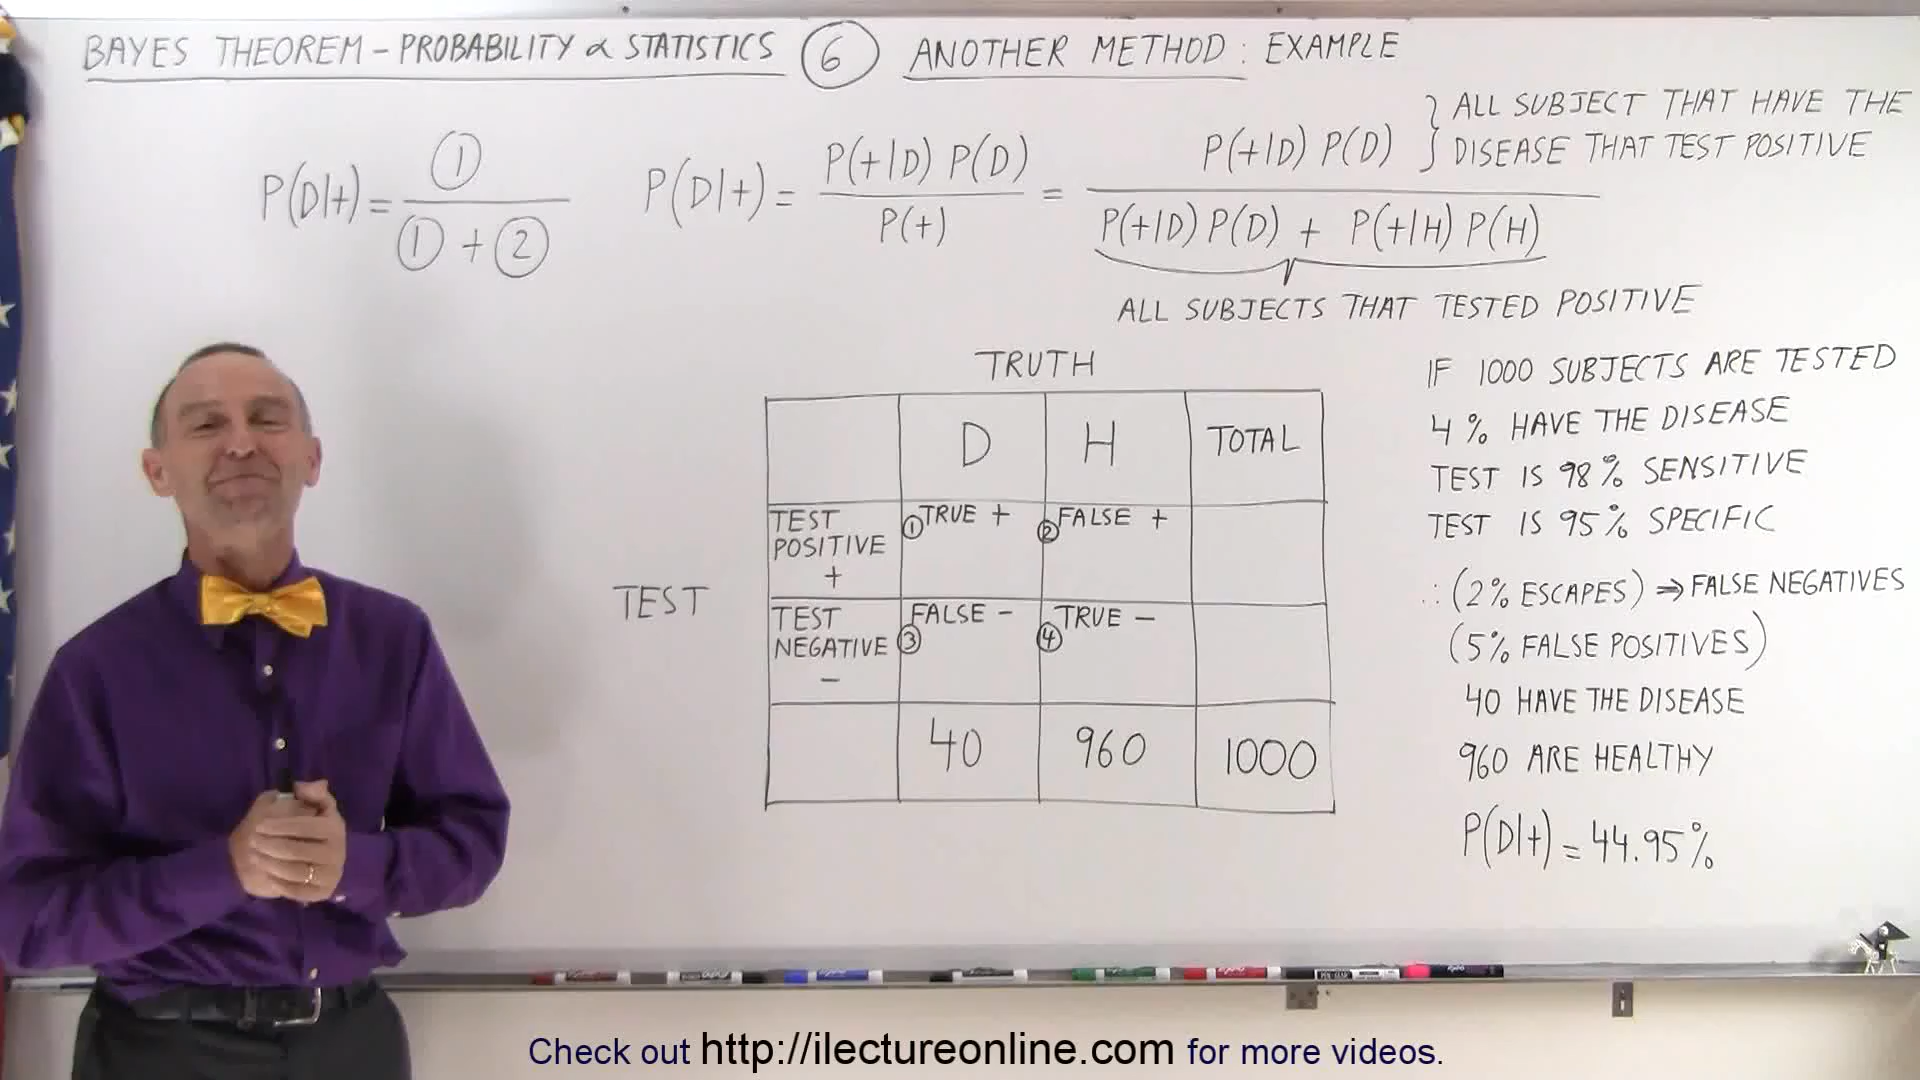 BAYES THEOREM - PROBABILITY & STATISTICS ⑥ ANOTHER METHOD: EXAMPLE
P(D|+) = ① / (① + ②)
P(D|+) = P(+|D) P(D) / P(+) = P(+|D) P(D) / (P(+|D) P(D) + P(+|H) P(H))
} ALL SUBJECT THAT HAVE THE
DISEASE THAT TEST POSITIVE
ALL SUBJECTS THAT TESTED POSITIVE
TRUTH
TEST
D H TOTAL
TEST POSITIVE + ① TRUE + ② FALSE +
TEST NEGATIVE - ③ FALSE - ④ TRUE -
40 960 1000
IF 1000 SUBJECTS ARE TESTED
4% HAVE THE DISEASE
TEST IS 98% SENSITIVE
TEST IS 95% SPECIFIC
∴ (2% ESCAPES) ⇒ FALSE NEGATIVES
(5% FALSE POSITIVES)
40 HAVE THE DISEASE
960 ARE HEALTHY
P(D|+) = 44.95%
Check out http://ilectureonline.com for more videos.